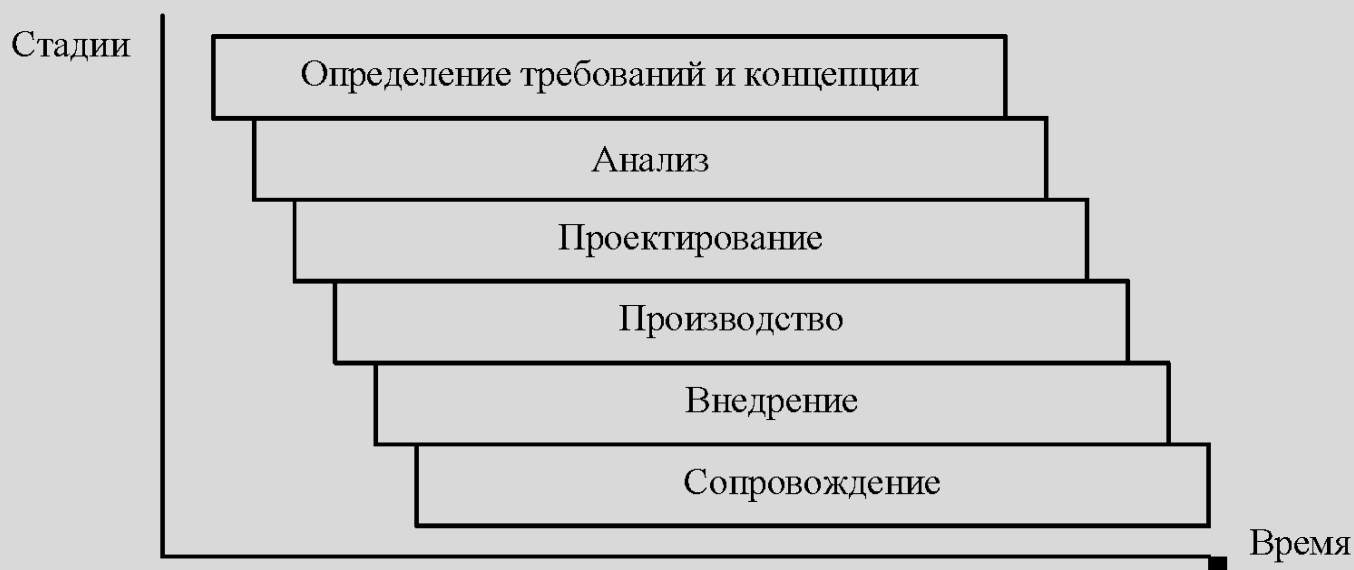 Стадии
Определение требований и концепции
Анализ
Проектирование
Производство
Внедрение
Сопровождение
Время